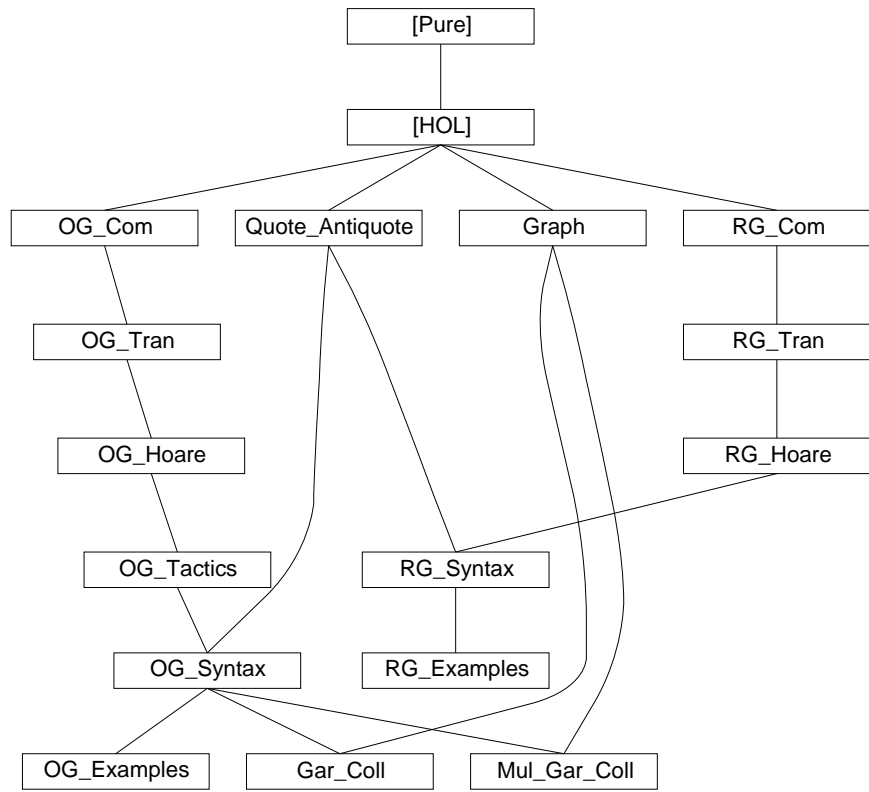 [Pure]
[HOL]
OG_Com
Quote_Antiquote
Graph
RG_Com
OG_Tran
RG_Tran
OG_Hoare
RG_Hoare
OG_Tactics
RG_Syntax
OG_Syntax
RG_Examples
OG_Examples
Gar_Coll
Mul_Gar_Coll